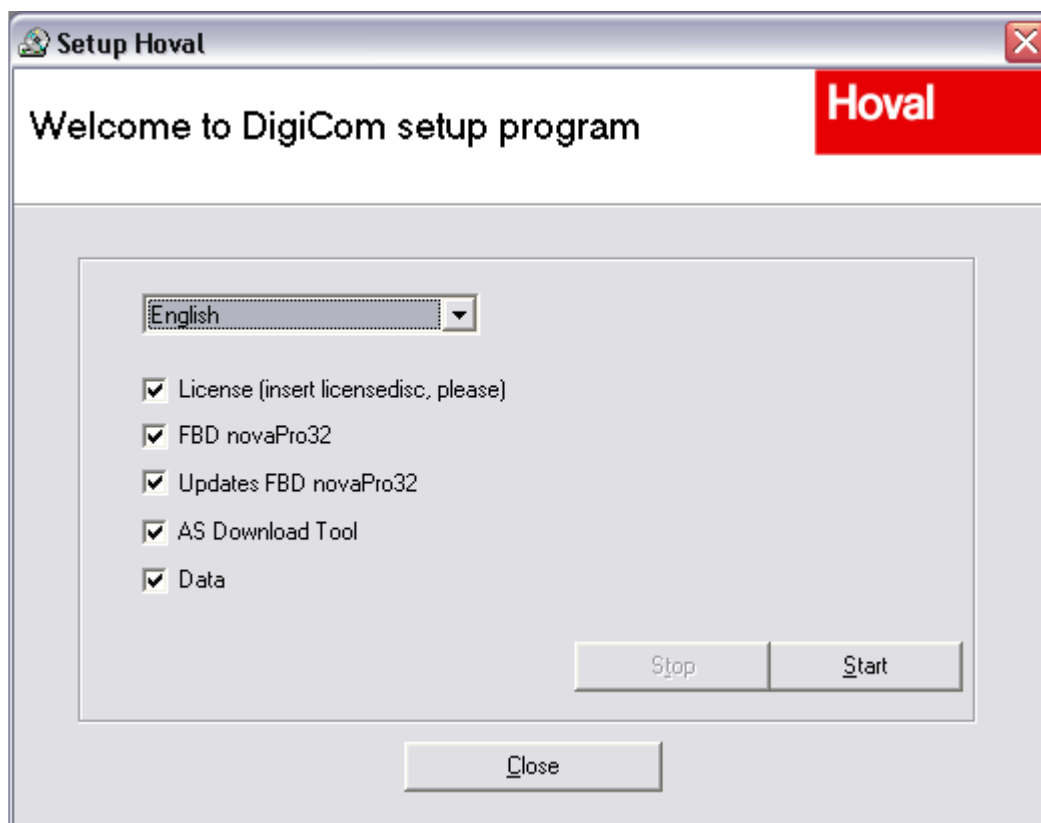 Setup Hoval
Hoval
Welcome to DigiCom setup program
English
License (insert licensedisc, please)
FBD novaPro32
Updates FBD novaPro32
AS Download Tool
Data
Stop
Start
Close